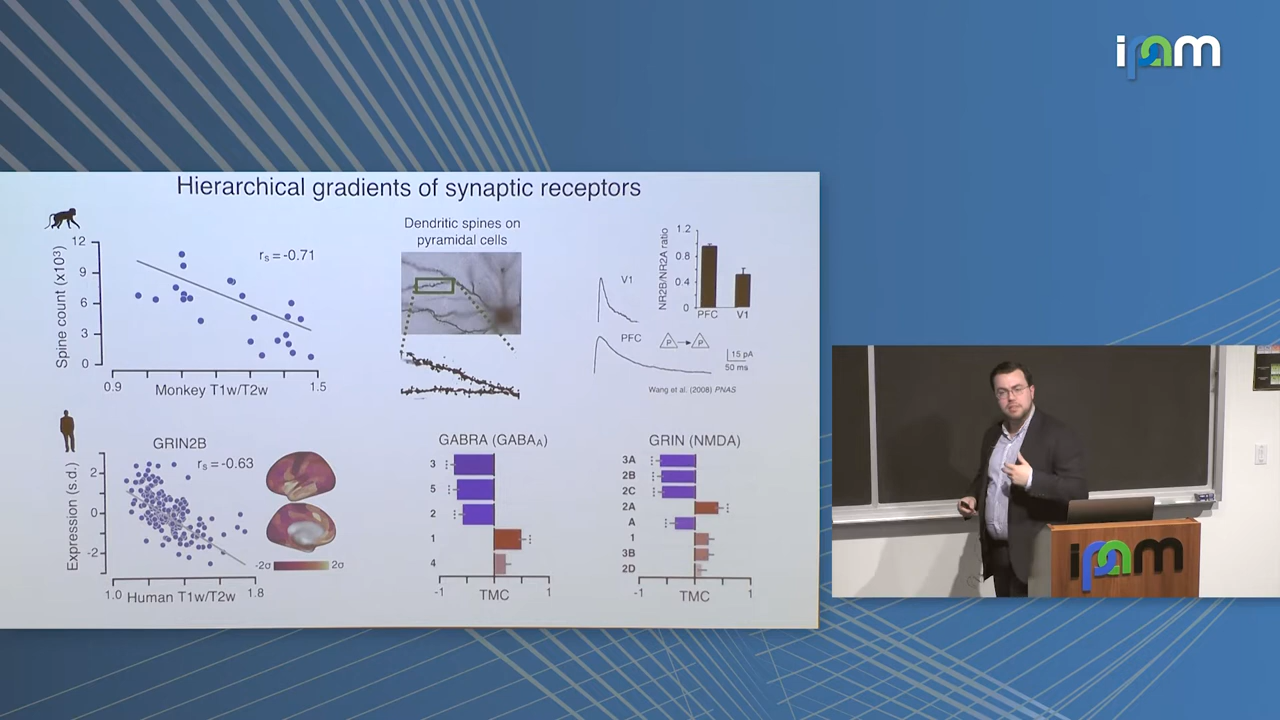 ipam
Hierarchical gradients of synaptic receptors
Spine count (x10³)
12
9
6
3
0
rₛ = -0.71
0.9
1.5
Monkey T1w/T2w
Dendritic spines on
pyramidal cells
NR2B/NR2A ratio
1.2
0.8
0.4
0
PFC
V1
V1
PFC
P
P
15 pA
50 ms
Wang et al. (2008) PNAS
GRIN2B
Expression (s.d.)
2
0
-2
rₛ = -0.63
-2σ
2σ
1.0
1.8
Human T1w/T2w
GABRA (GABAₐ)
3
5
2
1
4
-1
1
TMC
GRIN (NMDA)
3A
2B
2C
2A
A
1
3B
2D
-1
1
TMC
ipam